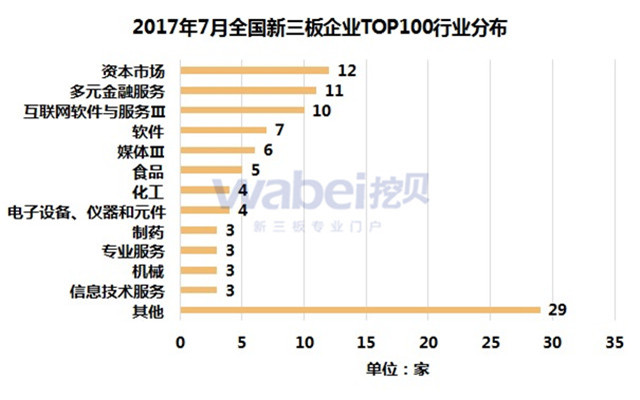 2017年7月全国新三板企业TOP100行业分布
资本市场 12
多元金融服务 11
互联网软件与服务Ⅲ 10
软件 7
媒体Ⅲ 6
食品 5
化工 4
电子设备、仪器和元件 4
制药 3
专业服务 3
机械 3
信息技术服务 3
其他 29
0 5 10 15 20 25 30 35
单位：家
wabei挖贝
新三板专业门户